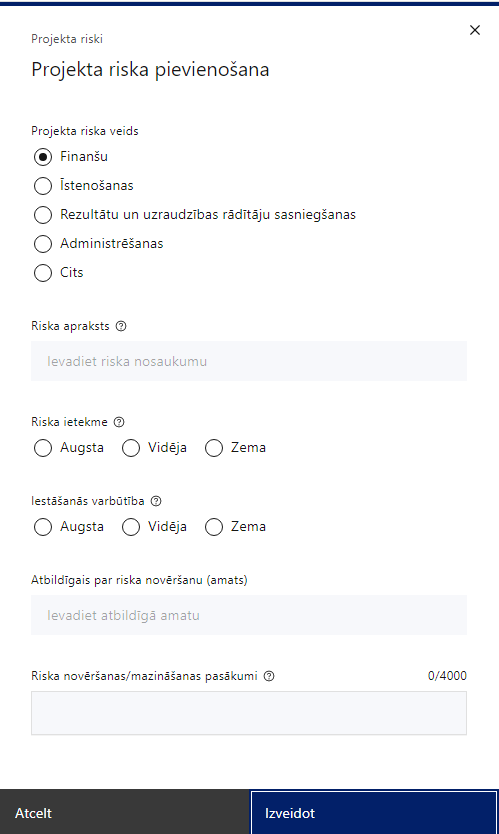 Projekta riski
Projekta riska pievienošana
Projekta riska veids
Finanšu
Īstenošanas
Rezultātu un uzraudzības rādītāju sasniegšanas
Administrēšanas
Cits
Riska apraksts
Ievadiet riska nosaukumu
Riska ietekme
Augsta Vidēja Zema
Iestāšanās varbūtība
Augsta Vidēja Zema
Atbildīgais par riska novēršanu (amats)
Ievadiet atbildīgā amatu
Riska novēršanas/mazināšanas pasākumi 0/4000
Atcelt Izveidot